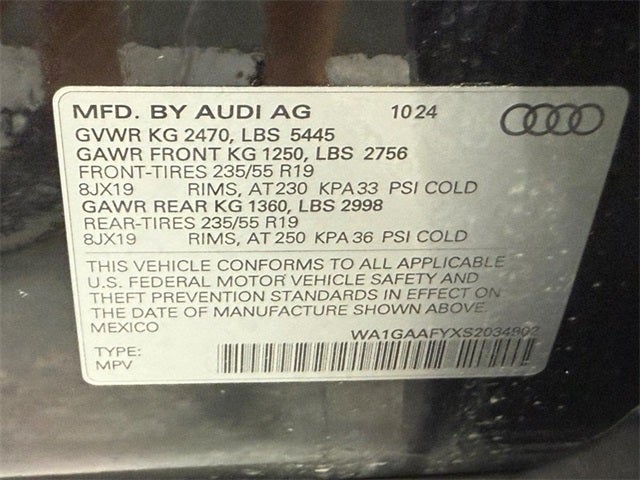 MFD. BY AUDI AG 10 24
GVWR KG 2470, LBS 5445
GAWR FRONT KG 1250, LBS 2756
FRONT-TIRES 235/55 R19
8JX19 RIMS, AT 230 KPA 33 PSI COLD
GAWR REAR KG 1360, LBS 2998
REAR-TIRES 235/55 R19
8JX19 RIMS, AT 250 KPA 36 PSI COLD
THIS VEHICLE CONFORMS TO ALL APPLICABLE
U.S. FEDERAL MOTOR VEHICLE SAFETY AND
THEFT PREVENTION STANDARDS IN EFFECT ON
THE DATE OF MANUFACTURE SHOWN ABOVE.
MEXICO WA1GAAFYXS2034802
TYPE:
MPV